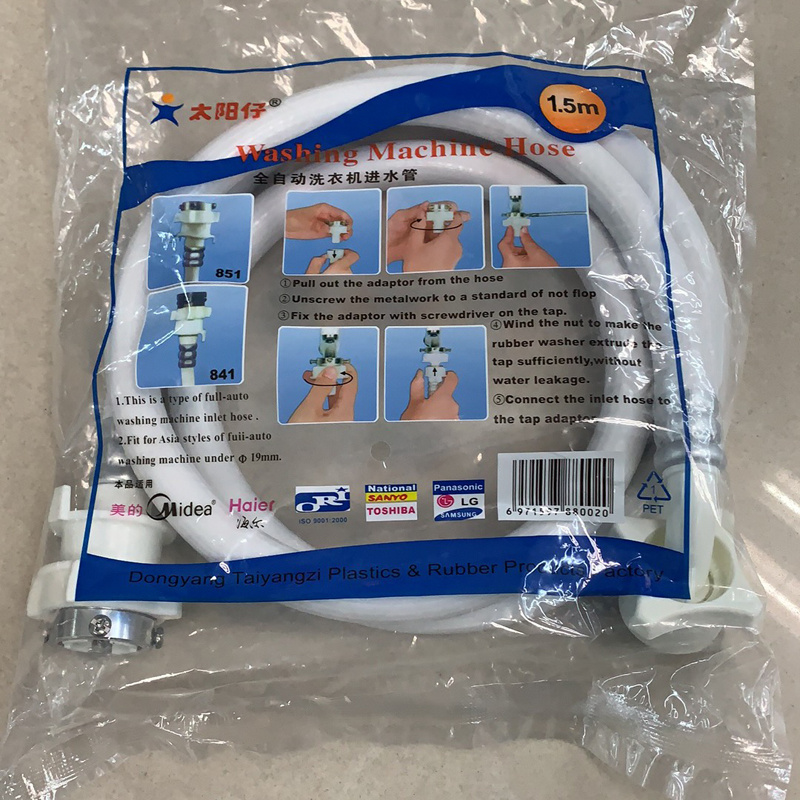 太阳仔®
1.5m
Washing Machine Hose
全自动洗衣机进水管
851
841
①Pull out the adaptor from the hose
②Unscrew the metalwork to a standard of not flop
③Fix the adaptor with screwdriver on the tap.
④Wind the nut to make the
rubber washer extrude the
tap sufficiently,without
water leakage.
⑤Connect the inlet hose to
the tap adaptor
1.This is a type of full-auto
washing machine inlet hose .
2.Fit for Asia styles of fuii-auto
washing machine under Φ 19mm.
本品适用
美的 Midea®
Haier
海尔
ORI
ISO 9001:2000
National
SANYO
TOSHIBA
Panasonic
LG
SAMSUNG
PET
Dongyang Taiyangzi Plastics & Rubber Products Factory